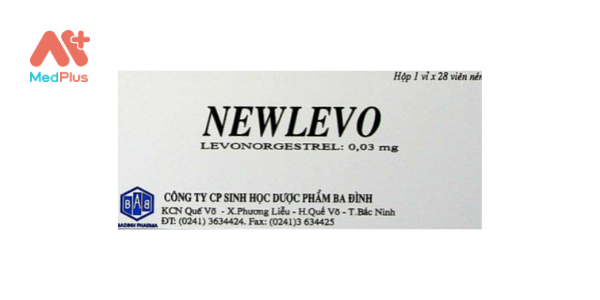 MedPlus
Hộp 1 vỉ x 28 viên nén
NEWLEVO
LEVONORGESTREL: 0,03 mg
BAB
BADINH PHARMA
CÔNG TY CP SINH HỌC DƯỢC PHẨM BA ĐÌNH
KCN Quế Võ - X.Phương Liễu - H.Quế Võ - T.Bắc Ninh
ĐT: (0241) 3634424. Fax: (0241)3 634425